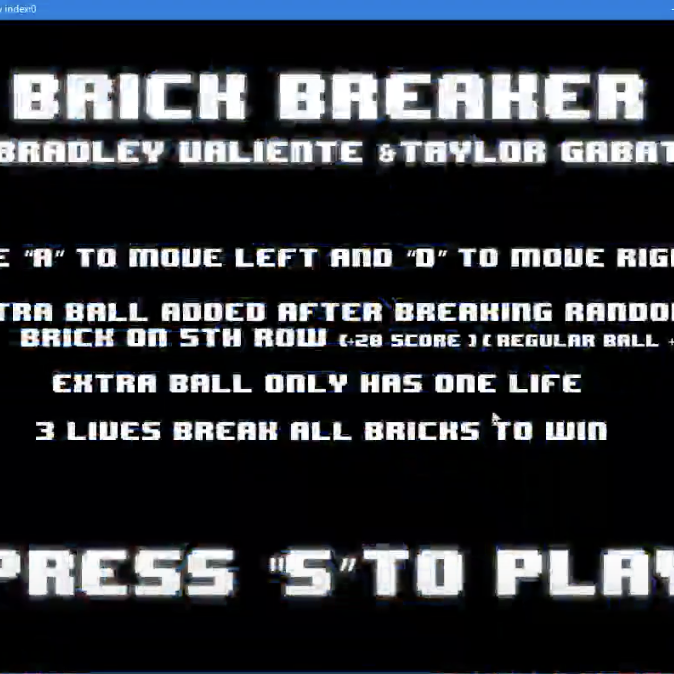 index:0
BRICK BREAKER
BRADLEY VALIENTE &TAYLOR GABAT
E "A" TO MOVE LEFT AND "D" TO MOVE RIG
TRA BALL ADDED AFTER BREAKING RANDO
BRICK ON 5TH ROW (+20 SCORE ) ( REGULAR BALL +
EXTRA BALL ONLY HAS ONE LIFE
3 LIVES BREAK ALL BRICKS TO WIN
PRESS "S"TO PLAY